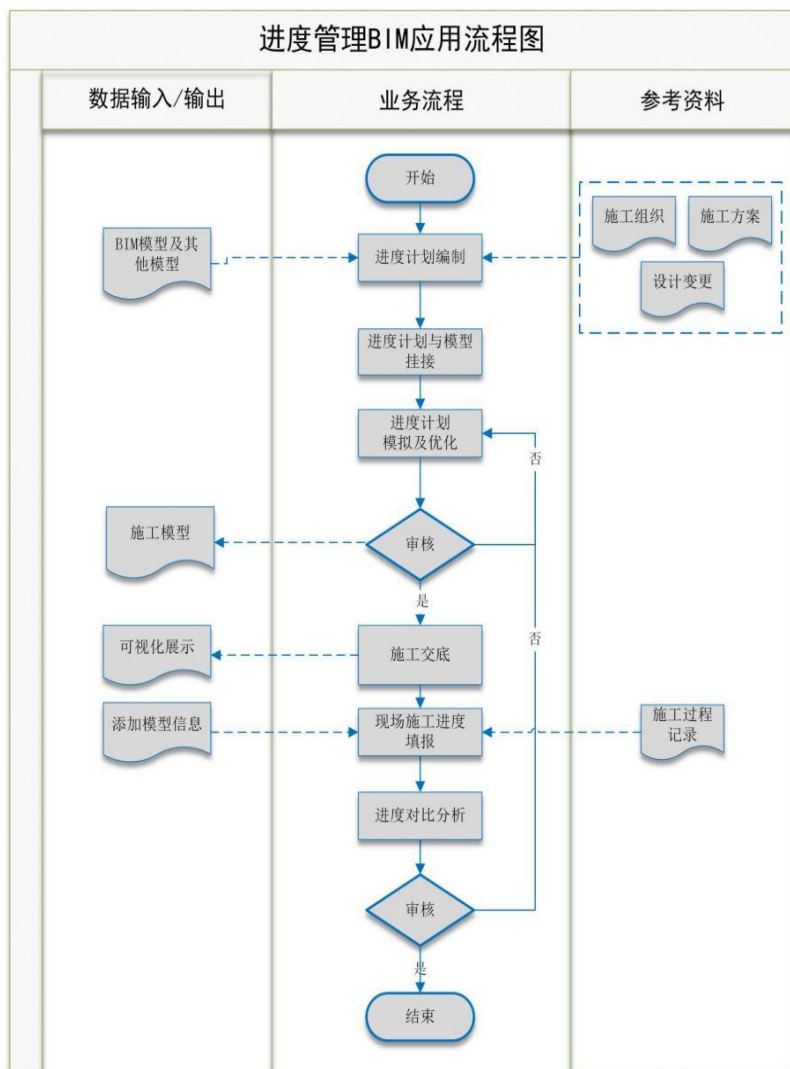 进度管理BIM应用流程图
数据输入/输出
业务流程
参考资料
开始
施工组织
施工方案
BIM模型及其
他模型
进度计划编制
设计变更
进度计划与模型
挂接
进度计划
模拟及优化
否
施工模型
审核
是
可视化展示
施工交底
否
添加模型信息
现场施工进度
填报
施工过程
记录
进度对比分析
审核
是
结束